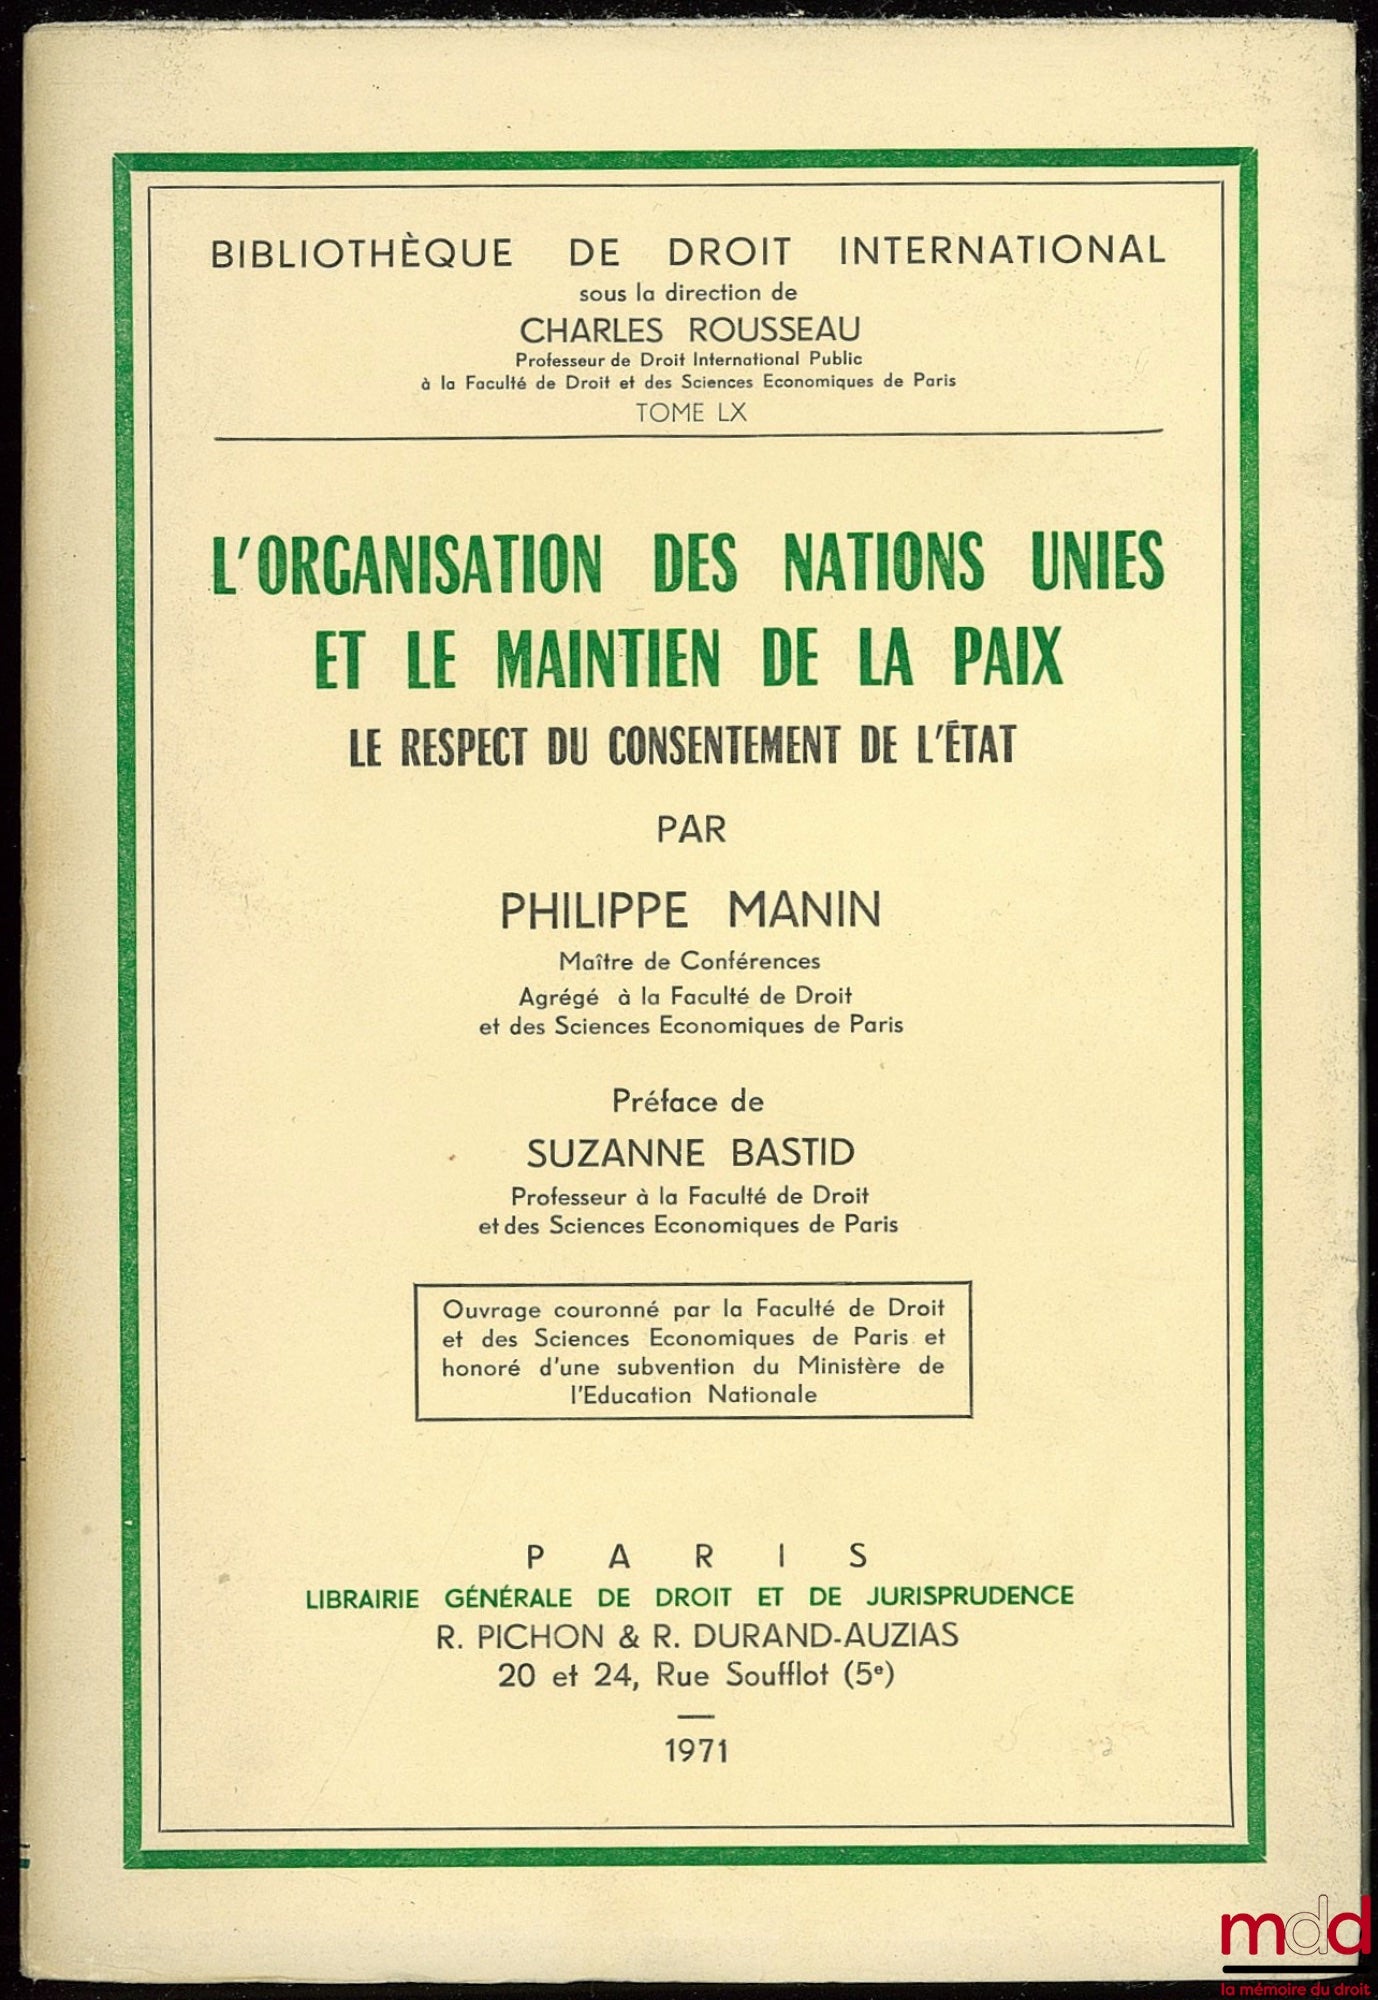 BIBLIOTHÈQUE DE DROIT INTERNATIONAL
sous la direction de
CHARLES ROUSSEAU
Professeur de Droit International Public
à la Faculté de Droit et des Sciences Economiques de Paris
TOME LX
L'ORGANISATION DES NATIONS UNIES
ET LE MAINTIEN DE LA PAIX
LE RESPECT DU CONSENTEMENT DE L'ÉTAT
PAR
PHILIPPE MANIN
Maître de Conférences
Agrégé à la Faculté de Droit
et des Sciences Economiques de Paris
Préface de
SUZANNE BASTID
Professeur à la Faculté de Droit
et des Sciences Economiques de Paris
Ouvrage couronné par la Faculté de Droit
et des Sciences Economiques de Paris et
honoré d'une subvention du Ministère de
l'Education Nationale
PARIS
LIBRAIRIE GÉNÉRALE DE DROIT ET DE JURISPRUDENCE
R. PICHON & R. DURAND-AUZIAS
20 et 24, Rue Soufflot (5e)
1971
mdd
la mémoire du droit